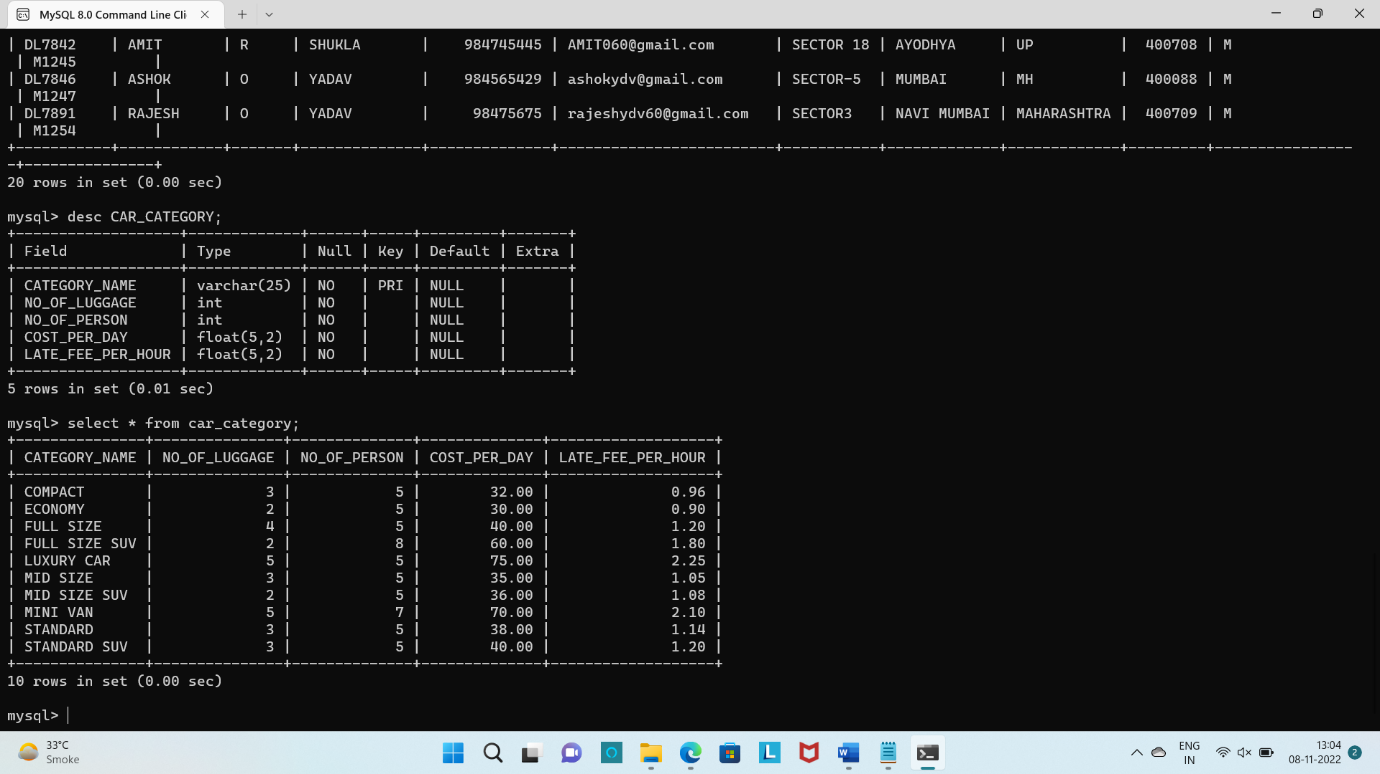 MySQL 8.0 Command Line Cli
| DL7842 | AMIT | R | SHUKLA | 984745445 | AMIT060@gmail.com | SECTOR 18 | AYODHYA | UP | 400708 | M
| M1245 |
| DL7846 | ASHOK | O | YADAV | 984565429 | ashokydv@gmail.com | SECTOR-5 | MUMBAI | MH | 400088 | M
| M1247 |
| DL7891 | RAJESH | O | YADAV | 98475675 | rajeshydv60@gmail.com | SECTOR3 | NAVI MUMBAI | MAHARASHTRA | 400709 | M
| M1254 |
20 rows in set (0.00 sec)
mysql> desc CAR_CATEGORY;
| Field | Type | Null | Key | Default | Extra |
| CATEGORY_NAME | varchar(25) | NO | PRI | NULL | |
| NO_OF_LUGGAGE | int | NO | | NULL | |
| NO_OF_PERSON | int | NO | | NULL | |
| COST_PER_DAY | float(5,2) | NO | | NULL | |
| LATE_FEE_PER_HOUR | float(5,2) | NO | | NULL | |
5 rows in set (0.01 sec)
mysql> select * from car_category;
| CATEGORY_NAME | NO_OF_LUGGAGE | NO_OF_PERSON | COST_PER_DAY | LATE_FEE_PER_HOUR |
| COMPACT | 3 | 5 | 32.00 | 0.96 |
| ECONOMY | 2 | 5 | 30.00 | 0.90 |
| FULL SIZE | 4 | 5 | 40.00 | 1.20 |
| FULL SIZE SUV | 2 | 8 | 60.00 | 1.80 |
| LUXURY CAR | 5 | 5 | 75.00 | 2.25 |
| MID SIZE | 3 | 5 | 35.00 | 1.05 |
| MID SIZE SUV | 2 | 5 | 36.00 | 1.08 |
| MINI VAN | 5 | 7 | 70.00 | 2.10 |
| STANDARD | 3 | 5 | 38.00 | 1.14 |
| STANDARD SUV | 3 | 5 | 40.00 | 1.20 |
10 rows in set (0.00 sec)
mysql>
33°C
Smoke
ENG
IN
13:04
08-11-2022
2